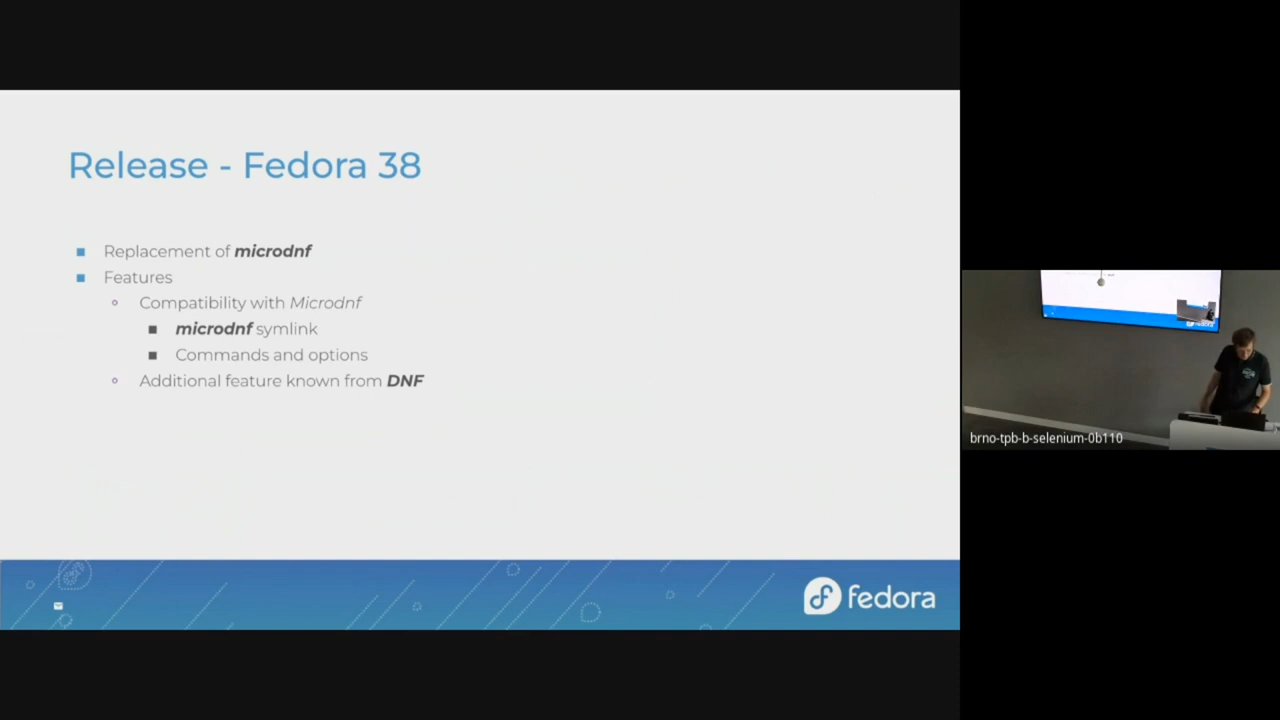 Release - Fedora 38
Replacement of microdnf
Features
Compatibility with Microdnf
microdnf symlink
Commands and options
Additional feature known from DNF
fedora
brno-tpb-b-selenium-0b110